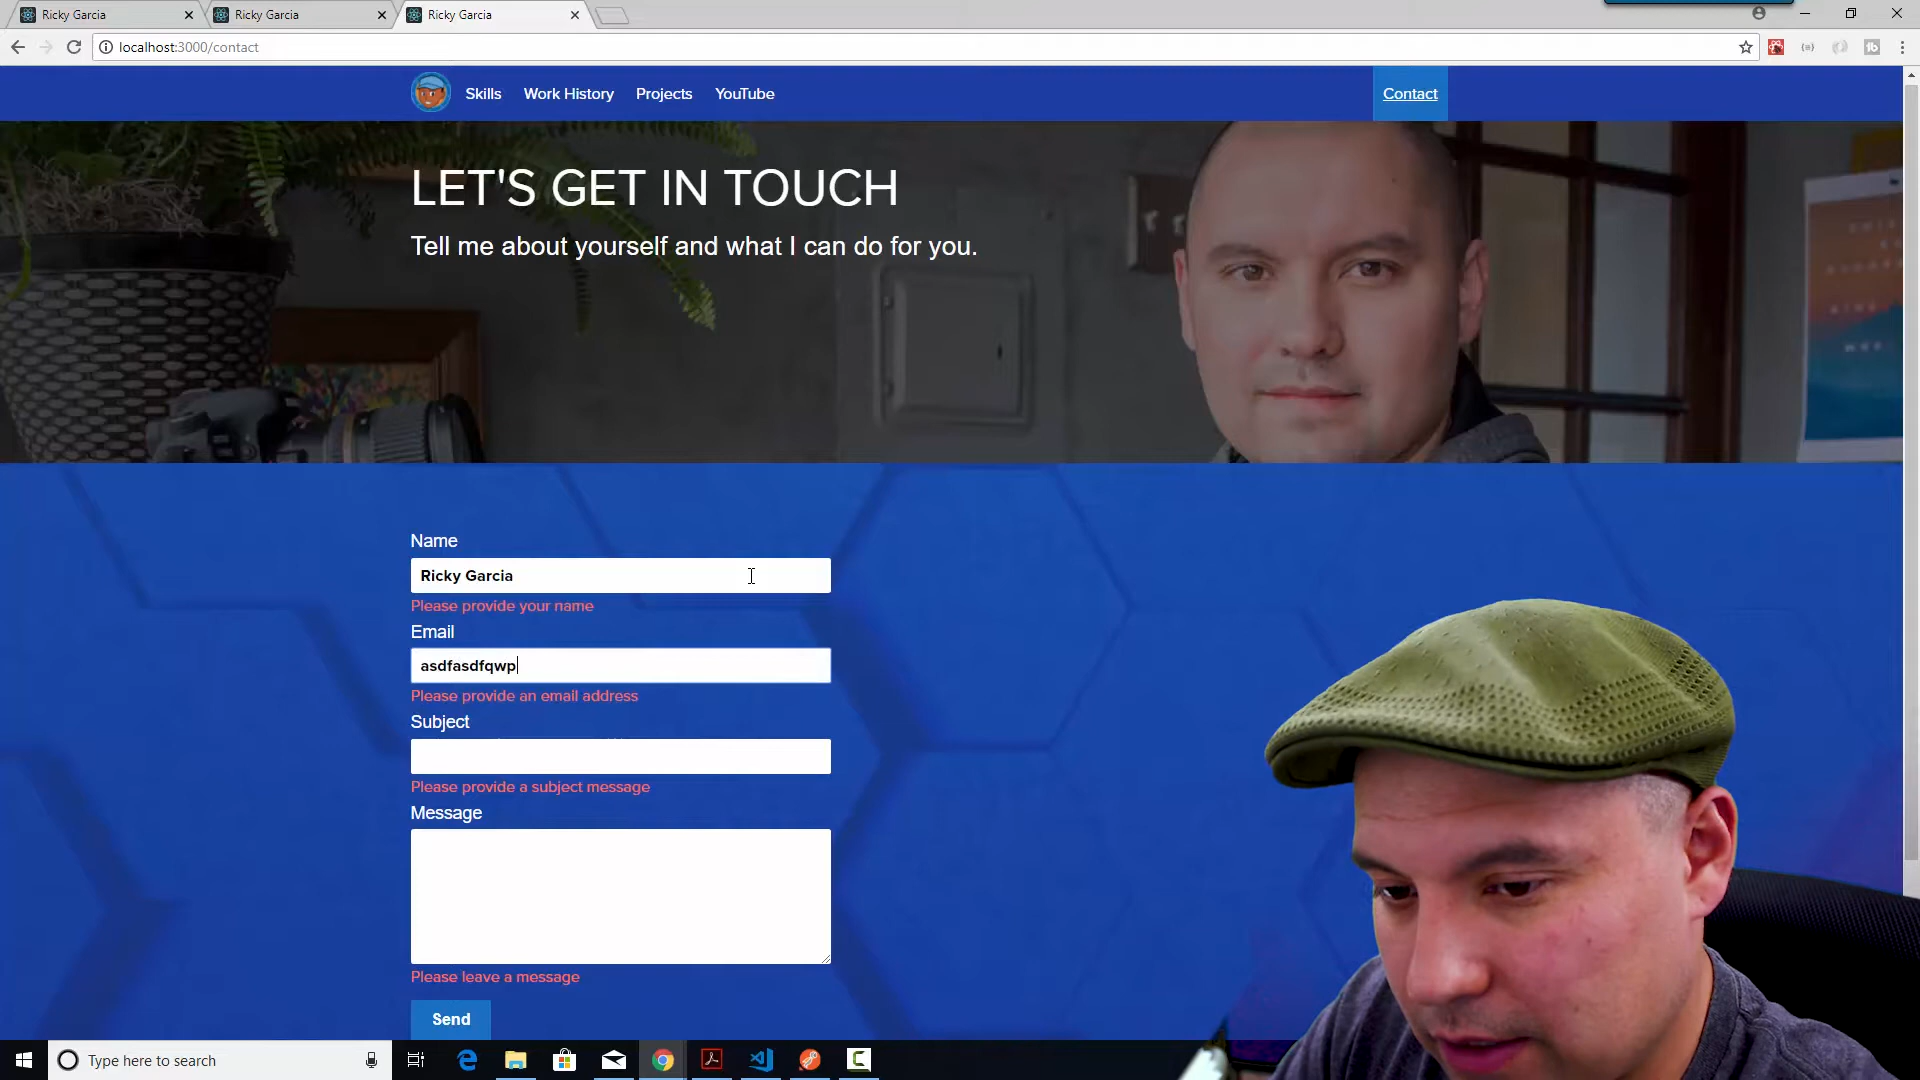 Ricky Garcia
Ricky Garcia
Ricky Garcia
localhost:3000/contact
Skills
Work History
Projects
YouTube
Contact
LET'S GET IN TOUCH
Tell me about yourself and what I can do for you.
Name
Ricky Garcia
Please provide your name
Email
asdfasdfqwp
Please provide an email address
Subject
Please provide a subject message
Message
Please leave a message
Send
Type here to search